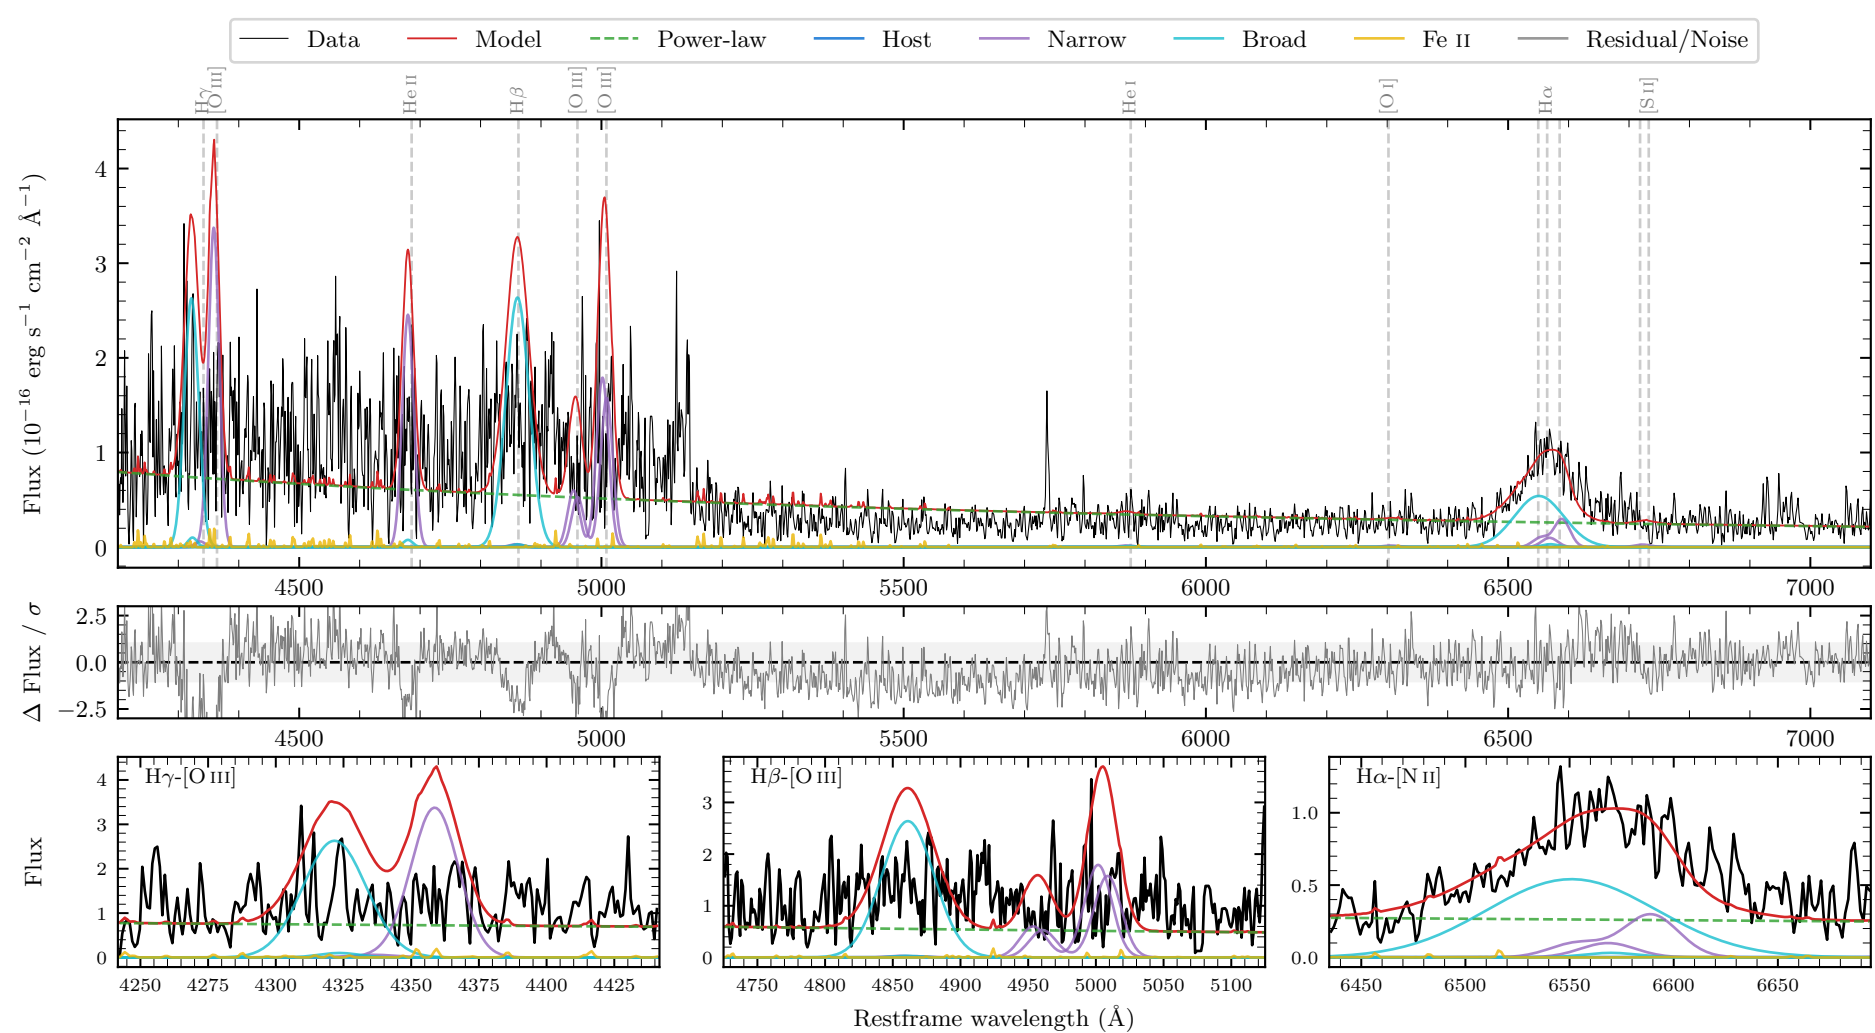 Data Model Power-law Host Narrow Broad Fe II Residual/Noise
Hγ [O III] He II Hβ [O III] [O III] He I [O I] Hα [S II]
Flux (10⁻¹⁶ erg s⁻¹ cm⁻² Å⁻¹)
4
3
2
1
0
4500 5000 5500 6000 6500 7000
Δ Flux / σ
2.5
0.0
−2.5
4500 5000 5500 6000 6500 7000
Flux
Hγ-[O III]
4
3
2
1
0
4250 4275 4300 4325 4350 4375 4400 4425
Hβ-[O III]
3
2
1
0
4750 4800 4850 4900 4950 5000 5050 5100
Hα-[N II]
1.0
0.5
0.0
6450 6500 6550 6600 6650
Restframe wavelength (Å)